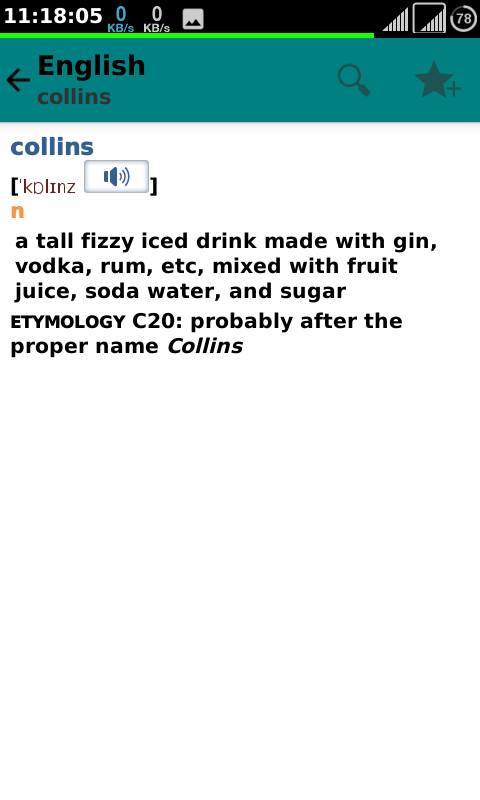 11:18:05 0 KB/s 0 KB/s 78
English
collins
collins
[ˈkɒlɪnz ]
n
a tall fizzy iced drink made with gin,
vodka, rum, etc, mixed with fruit
juice, soda water, and sugar
ETYMOLOGY C20: probably after the
proper name Collins